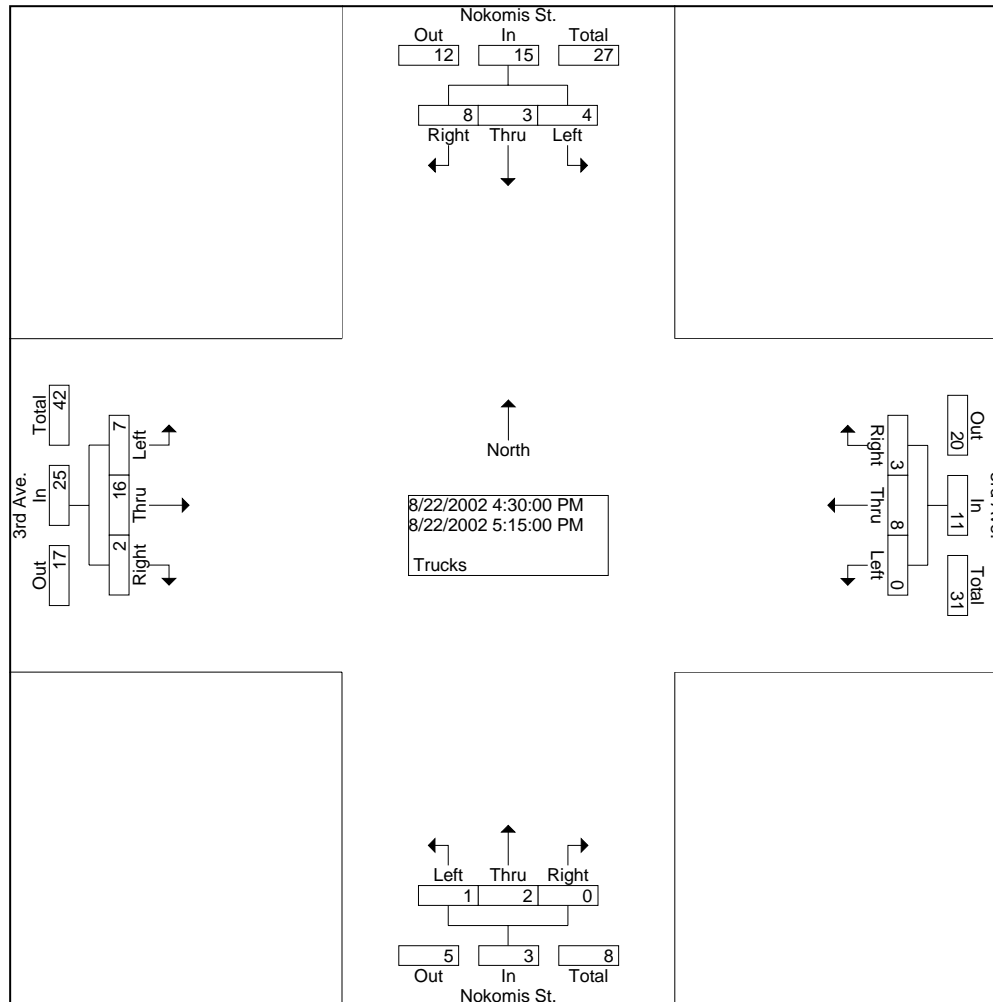 Nokomis St.
Out In Total
12 15 27
8 3 4
Right Thru Left
Total 42
In 25
Out 17
3rd Ave.
7 Left
16 Thru
2 Right
North
8/22/2002 4:30:00 PM
8/22/2002 5:15:00 PM
Trucks
Right 3
Thru 8
Left 0
Out 20
In 11
Total 31
Left Thru Right
1 2 0
5 3 8
Out In Total
Nokomis St.